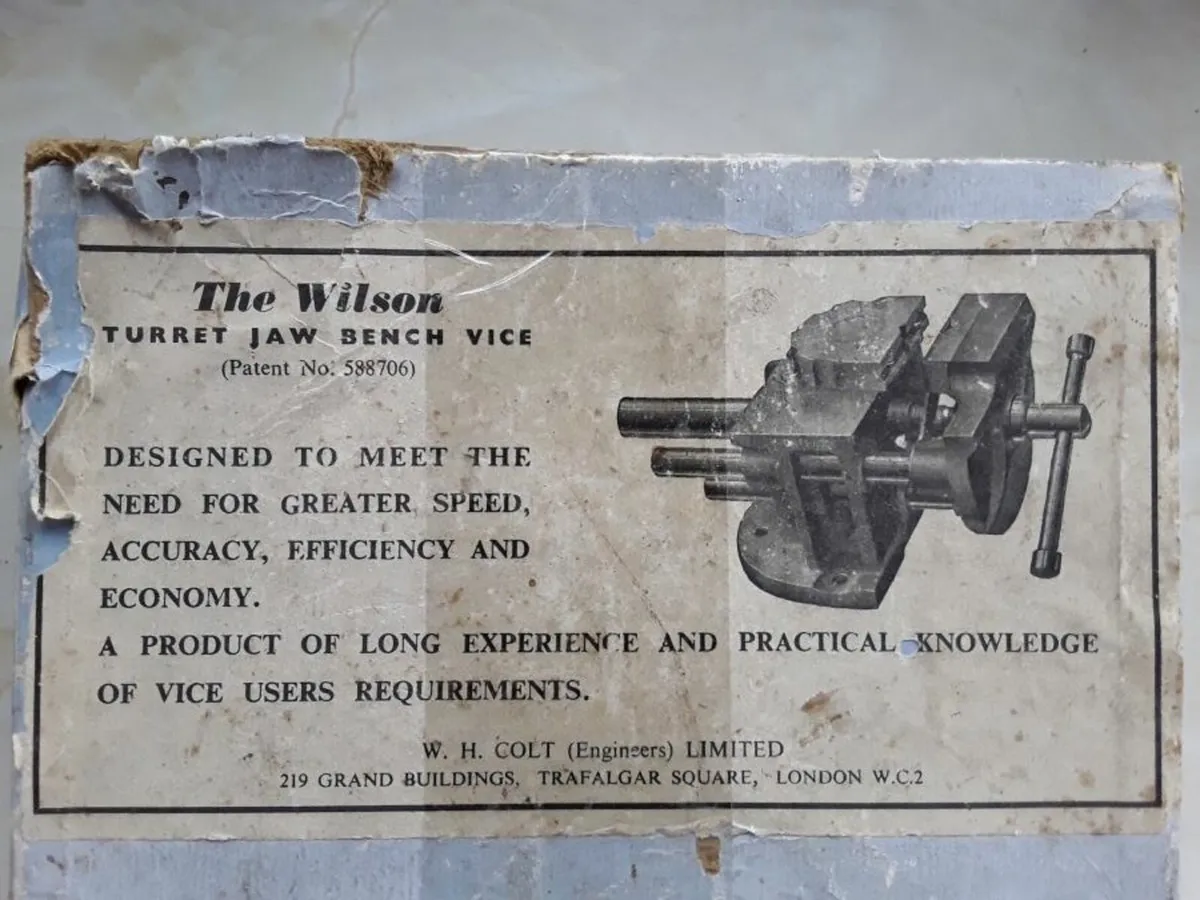 The Wilson
TURRET JAW BENCH VICE
(Patent No. 588706)
DESIGNED TO MEET THE
NEED FOR GREATER SPEED,
ACCURACY, EFFICIENCY AND
ECONOMY.
A PRODUCT OF LONG EXPERIENCE AND PRACTICAL KNOWLEDGE
OF VICE USERS REQUIREMENTS.
W. H. COLT (Engineers) LIMITED
219 GRAND BUILDINGS, TRAFALGAR SQUARE, LONDON W.C.2